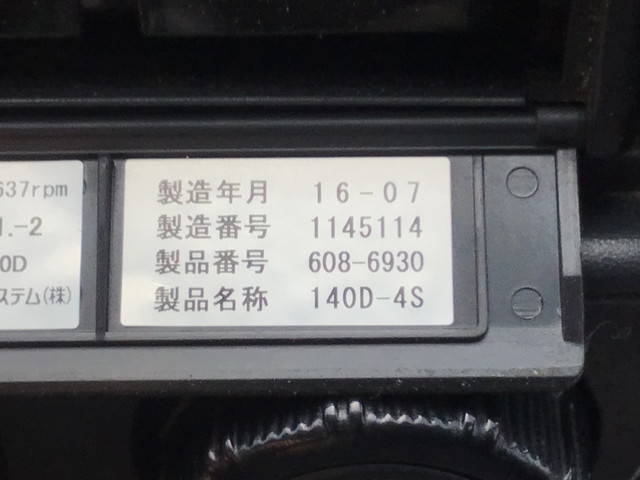 637rpm
1.-2
0D
ステム(株)
製造年月 16-07
製造番号 1145114
製品番号 608-6930
製品名称 140D-4S